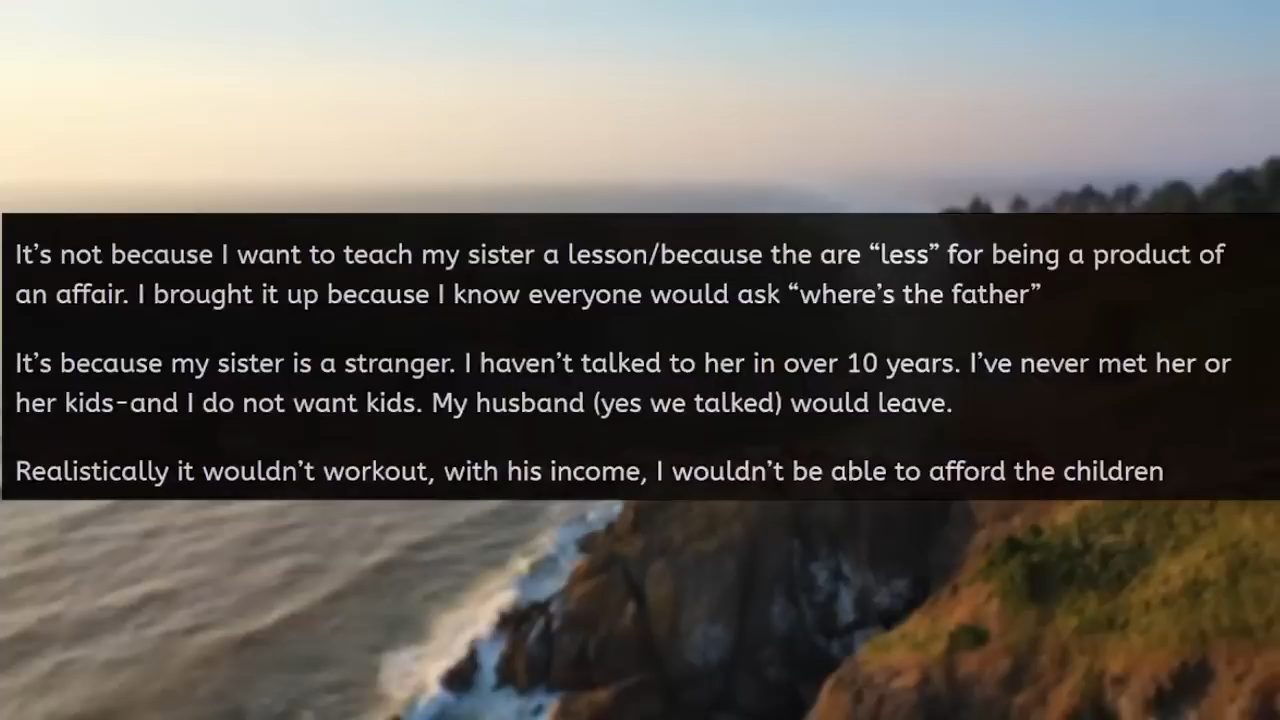 It’s not because I want to teach my sister a lesson/because the are “less” for being a product of
an affair. I brought it up because I know everyone would ask “where’s the father”
It’s because my sister is a stranger. I haven’t talked to her in over 10 years. I’ve never met her or
her kids-and I do not want kids. My husband (yes we talked) would leave.
Realistically it wouldn’t workout, with his income, I wouldn’t be able to afford the children